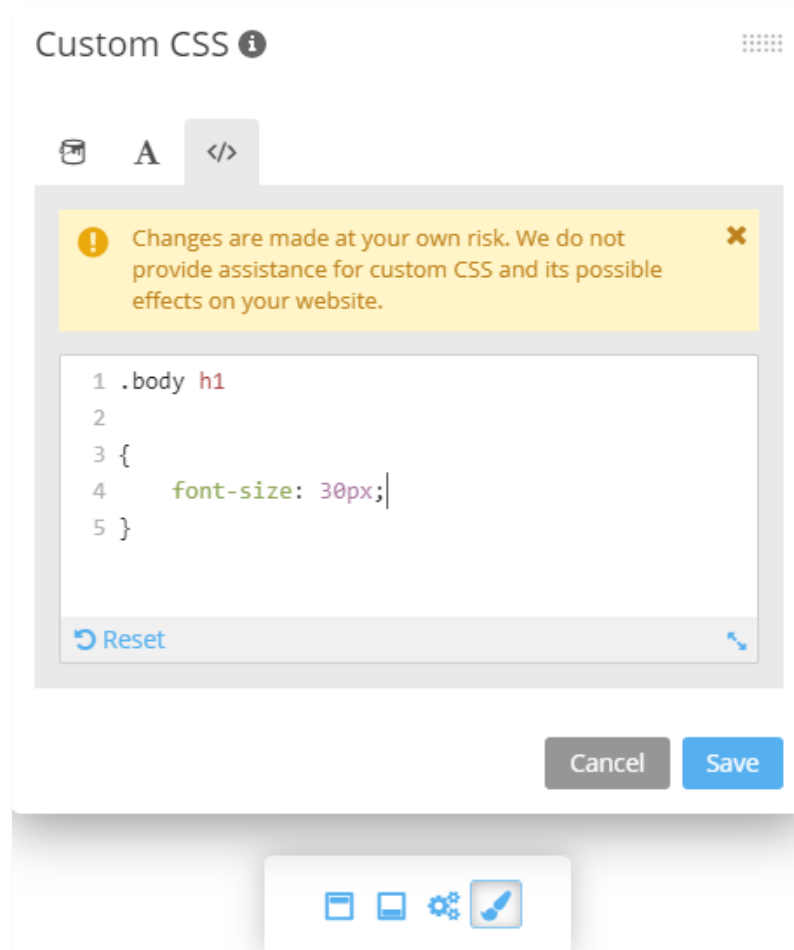 Custom CSS
A </>
Changes are made at your own risk. We do not
provide assistance for custom CSS and its possible
effects on your website.
1 .body h1
2
3 {
4 font-size: 30px;
5 }
Reset
Cancel Save